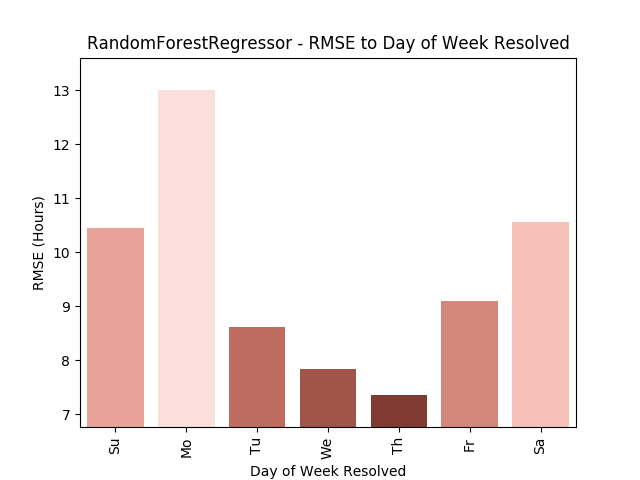 RandomForestRegressor - RMSE to Day of Week Resolved
13
12
11
10
9
8
7
RMSE (Hours)
Su
Mo
Tu
We
Th
Fr
Sa
Day of Week Resolved